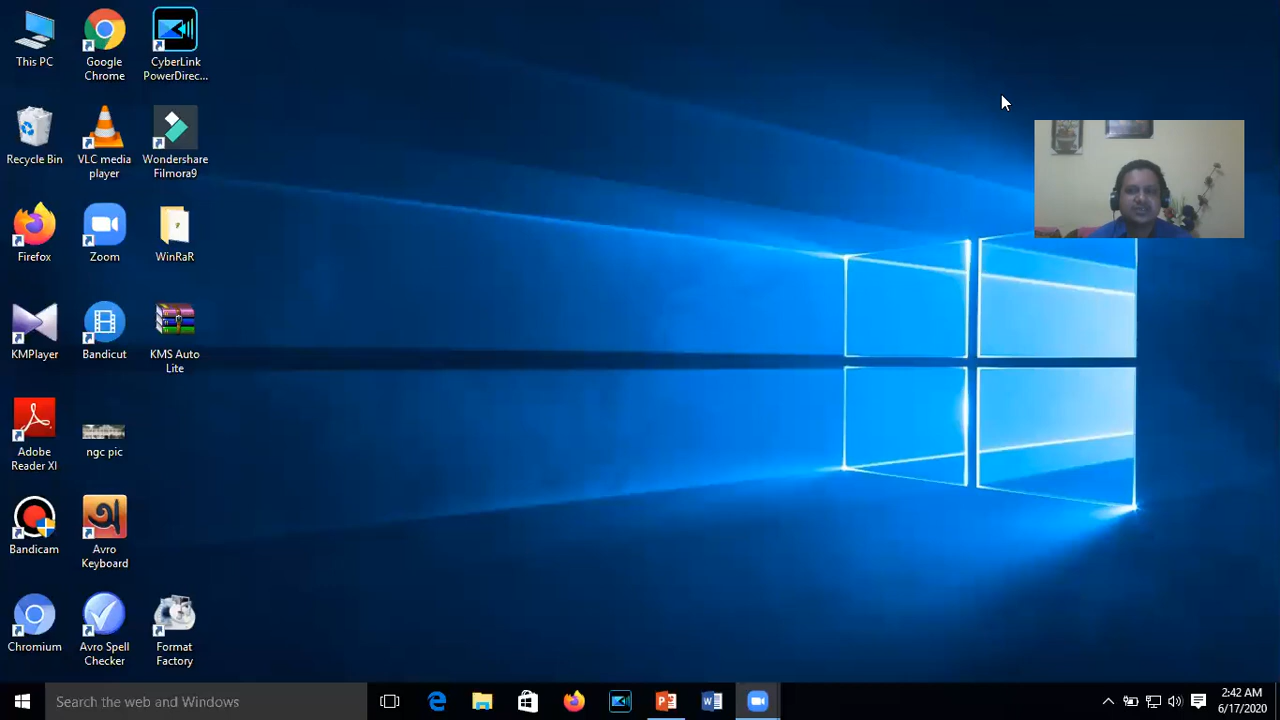 This PC
Google
Chrome
CyberLink
PowerDirec...
Recycle Bin
VLC media
player
Wondershare
Filmora9
Firefox
Zoom
WinRaR
KMPlayer
Bandicut
KMS Auto
Lite
Adobe
Reader XI
ngc pic
Bandicam
Avro
Keyboard
অ
Chromium
Avro Spell
Checker
Format
Factory
Search the web and Windows
2:42 AM
6/17/2020